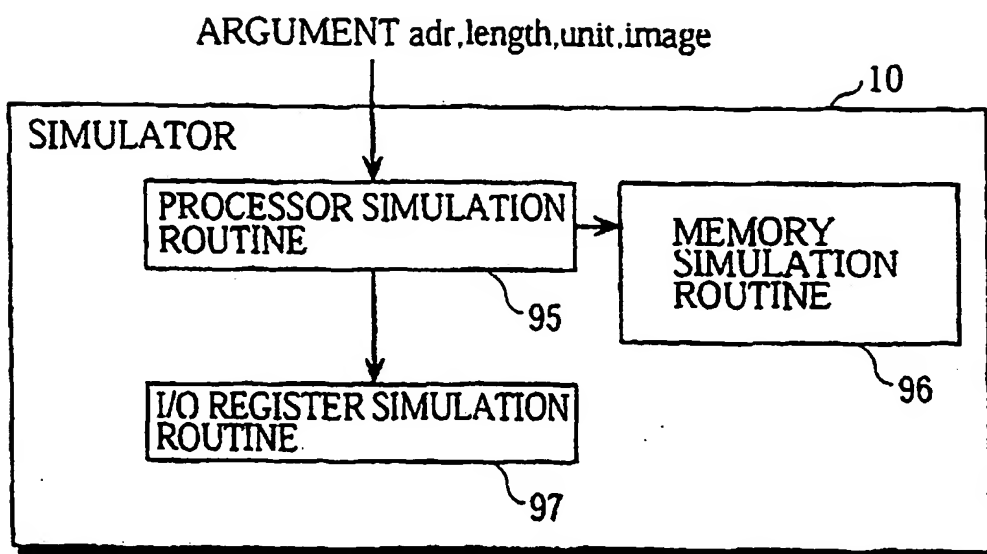 ARGUMENT adr,length,unit,image
10
SIMULATOR
PROCESSOR SIMULATION
ROUTINE
95
MEMORY
SIMULATION
ROUTINE
96
I/O REGISTER SIMULATION
ROUTINE
97